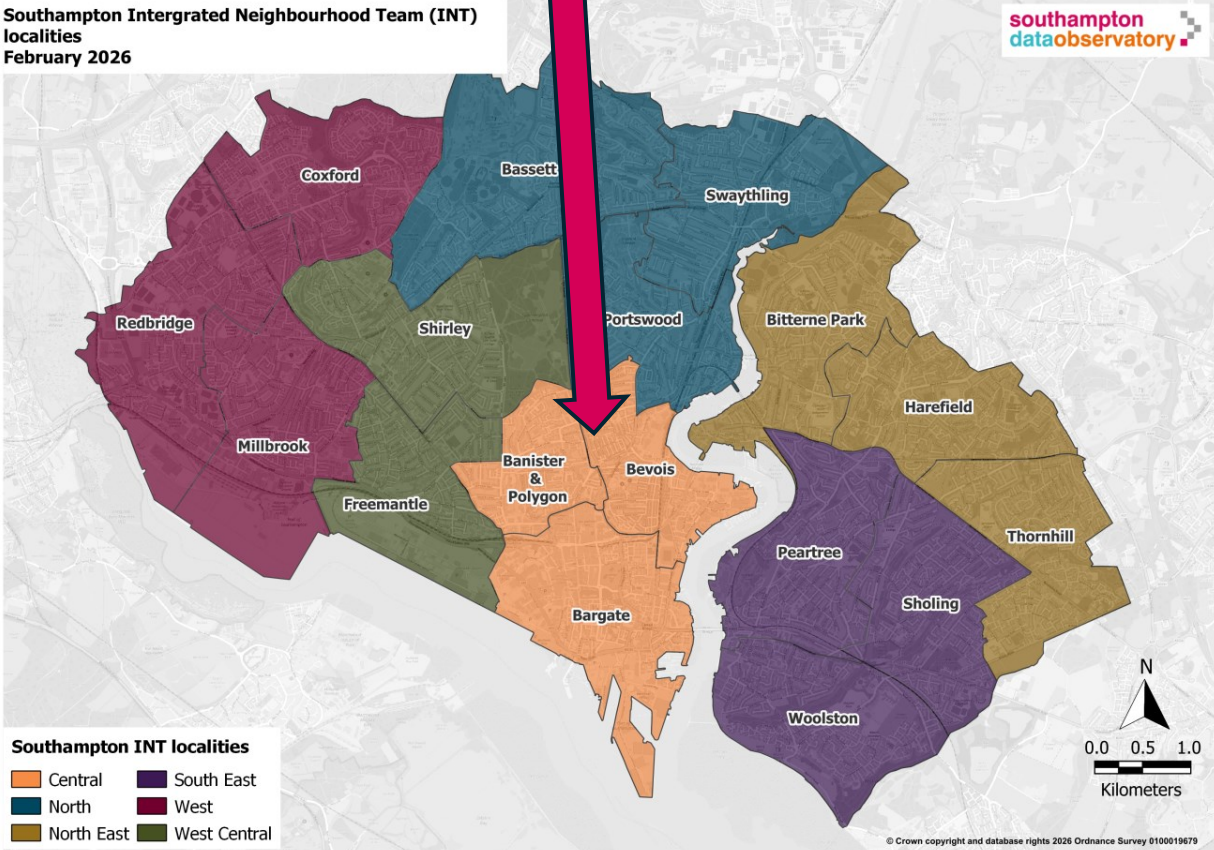 Southampton Intergrated Neighbourhood Team (INT)
localities
February 2026
southampton
dataobservatory
Coxford
Bassett
Swaythling
Redbridge
Shirley
Portswood
Bitterne Park
Harefield
Millbrook
Banister
&
Polygon
Bevois
Freemantle
Thornhill
Peartree
Sholing
Bargate
Woolston
N
0.0 0.5 1.0
Kilometers
Southampton INT localities
Central
South East
North
West
North East
West Central
© Crown copyright and database rights 2026 Ordnance Survey 0100019679